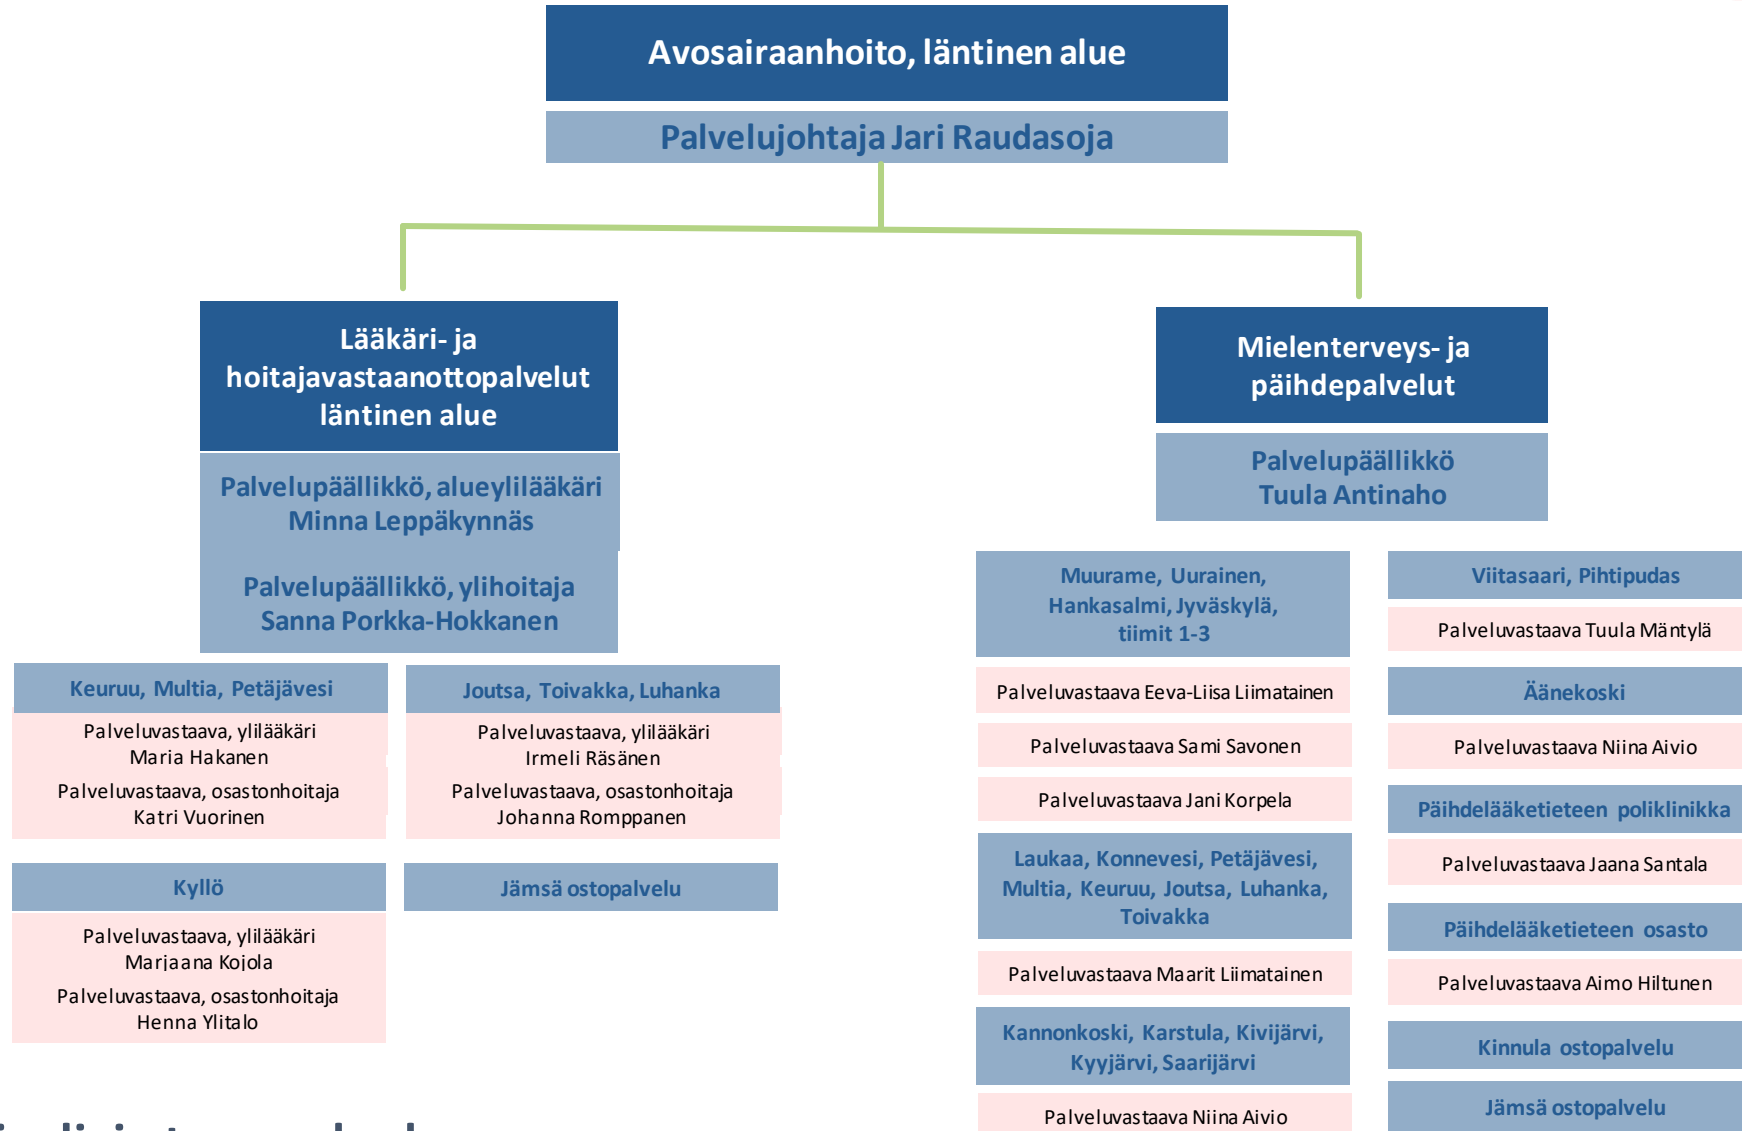 Avosairaanhoito, läntinen alue
Palvelujohtaja Jari Raudasoja
Lääkäri- ja
hoitajavastaanottopalvelut
läntinen alue
Palvelupäällikkö, alueylilääkäri
Minna Leppäkynnäs
Palvelupäällikkö, ylihoitaja
Sanna Porkka-Hokkanen
Keuruu, Multia, Petäjävesi
Palveluvastaava, ylilääkäri
Maria Hakanen
Palveluvastaava, osastonhoitaja
Katri Vuorinen
Joutsa, Toivakka, Luhanka
Palveluvastaava, ylilääkäri
Irmeli Räsänen
Palveluvastaava, osastonhoitaja
Johanna Romppanen
Kyllö
Palveluvastaava, ylilääkäri
Marjaana Kojola
Palveluvastaava, osastonhoitaja
Henna Ylitalo
Jämsä ostopalvelu
Mielenterveys- ja
päihdepalvelut
Palvelupäällikkö
Tuula Antinaho
Muurame, Uurainen,
Hankasalmi, Jyväskylä,
tiimit 1-3
Palveluvastaava Eeva-Liisa Liimatainen
Palveluvastaava Sami Savonen
Palveluvastaava Jani Korpela
Laukaa, Konnevesi, Petäjävesi,
Multia, Keuruu, Joutsa, Luhanka,
Toivakka
Palveluvastaava Maarit Liimatainen
Kannonkoski, Karstula, Kivijärvi,
Kyyjärvi, Saarijärvi
Palveluvastaava Niina Aivio
Viitasaari, Pihtipudas
Palveluvastaava Tuula Mäntylä
Äänekoski
Palveluvastaava Niina Aivio
Päihdelääketieteen poliklinikka
Palveluvastaava Jaana Santala
Päihdelääketieteen osasto
Palveluvastaava Aimo Hiltunen
Kinnula ostopalvelu
Jämsä ostopalvelu